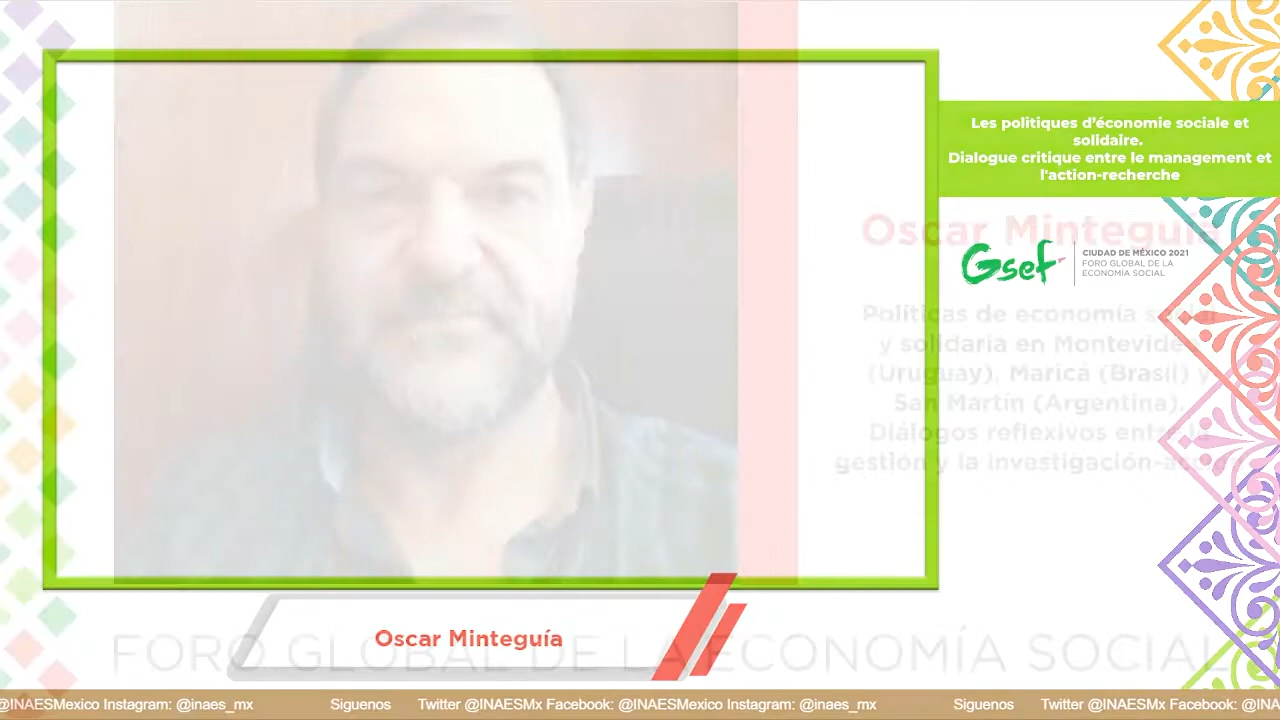 Les politiques d'économie sociale et
solidaire.
Dialogue critique entre le management et
l'action-recherche
Oscar Minteguía
Gsef
CIUDAD DE MÉXICO 2021
FORO GLOBAL DE LA
ECONOMÍA SOCIAL
Políticas de economía social
y solidaria en Montevideo
(Uruguay), Maricá (Brasil) y
San Martín (Argentina).
Diálogos reflexivos entre la
gestión y la investigación-
Oscar Minteguía
FORO GLOBAL DE LA ECONOMÍA SOCIAL
@INAESMexico Instagram: @inaes_mx Siguenos Twitter @INAESMx Facebook: @INAESMexico Instagram: @inaes_mx Siguenos Twitter @INAESMx Facebook: @INA